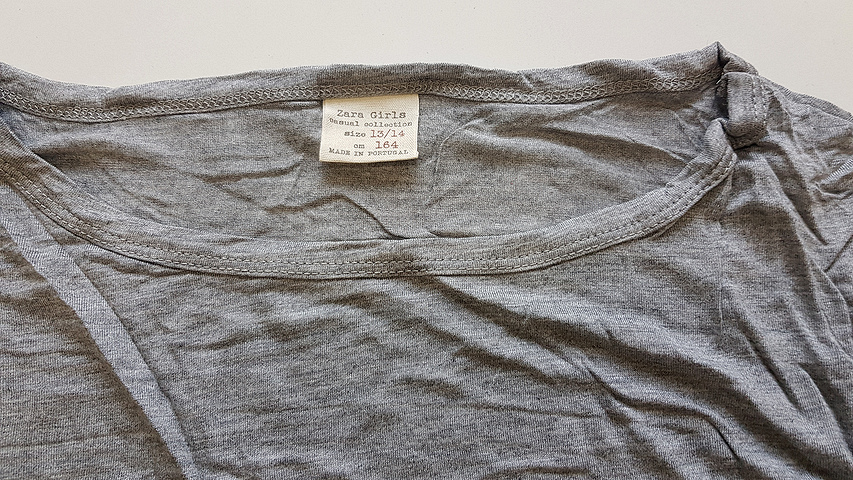 Zara Girls
casual collection
size 13/14
cm 164
MADE IN PORTUGAL